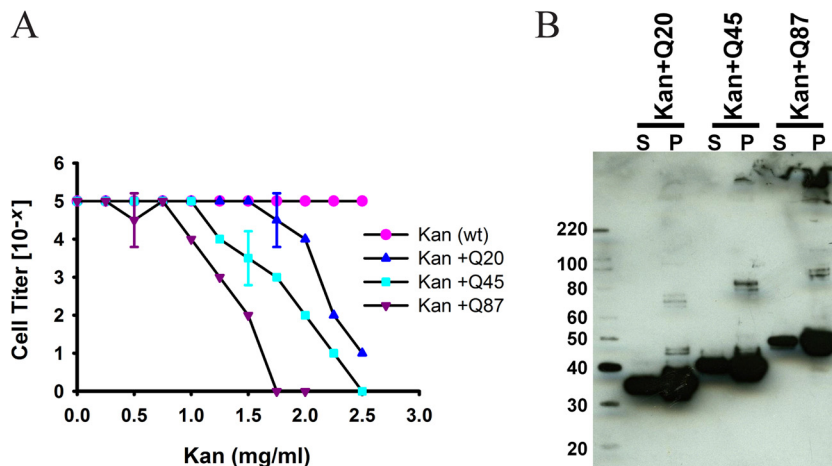 A
Cell Titer [10⁻ˣ]
6
5
4
3
2
1
0
0.0 0.5 1.0 1.5 2.0 2.5 3.0
Kan (mg/ml)
Kan (wt)
Kan +Q20
Kan +Q45
Kan +Q87
B
Kan+Q20 Kan+Q45 Kan+Q87
S P S P S P
220
100
80
60
50
40
30
20